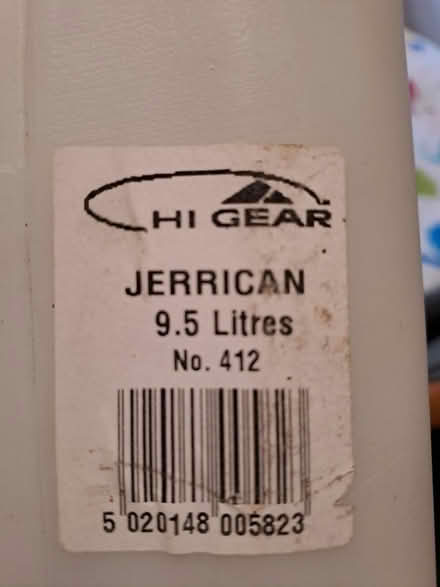 HI GEAR
JERRICAN
9.5 Litres
No. 412
5 020148 005823